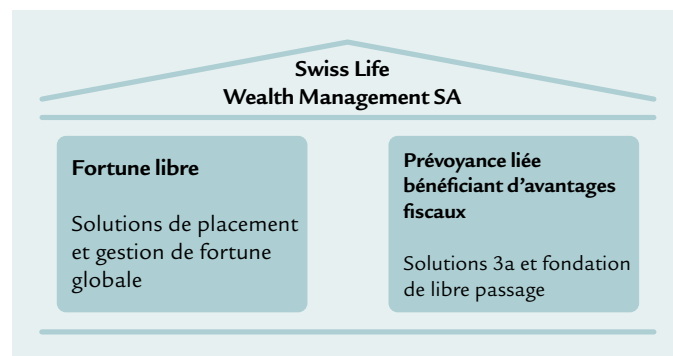 Swiss Life
Wealth Management SA
Fortune libre
Solutions de placement
et gestion de fortune
globale
Prévoyance liée
bénéficiant d’avantages
fiscaux
Solutions 3a et fondation
de libre passage